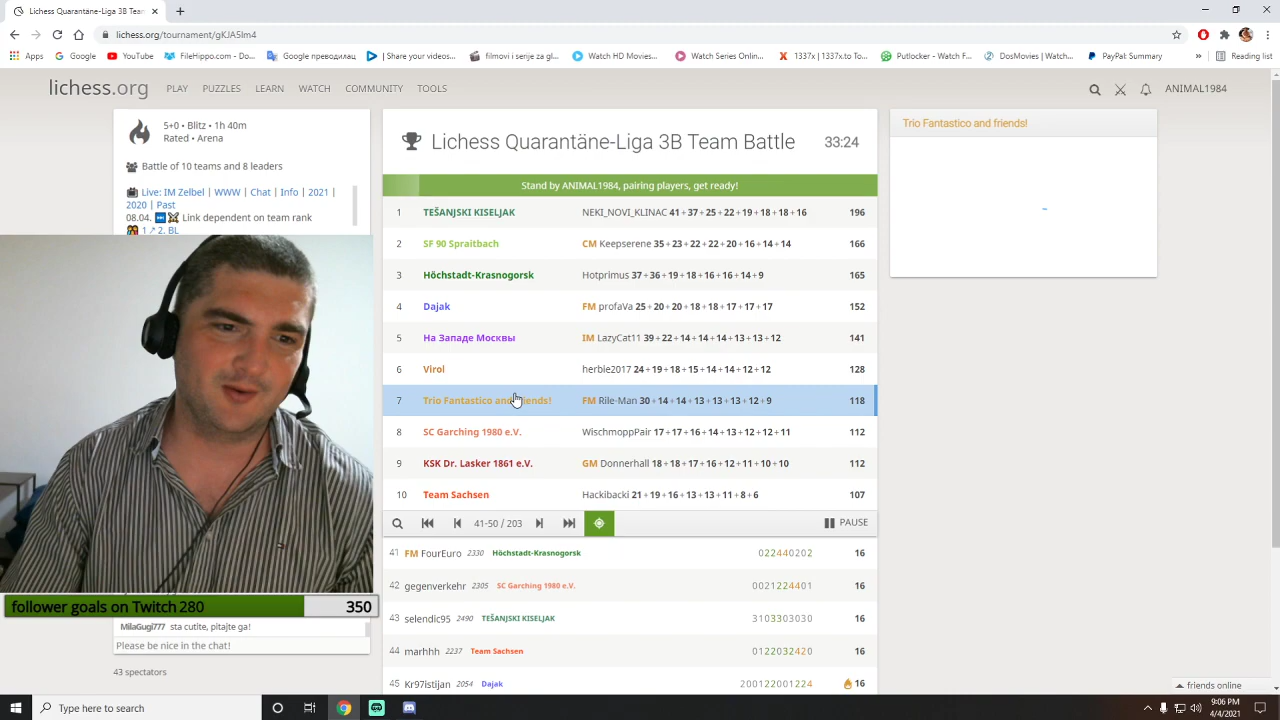 Lichess Quarantäne-Liga 3B Tea
lichess.org/tournament/gKJASlm4
Apps Google YouTube FileHippo.com - Do... Google преводилац | Share your videos... filmovi i serije za gl... Watch HD Movies... Watch Series Onlin... 1337x | 1337x.to To... Putlocker - Watch F... DosMovies | Watch... PayPal: Summary » Reading list
lichess.org PLAY PUZZLES LEARN WATCH COMMUNITY TOOLS ANIMAL1984
5+0 • Blitz • 1h 40m
Rated • Arena
Battle of 10 teams and 8 leaders
Live: IM Zelbel | WWW | Chat | Info | 2021 |
2020 | Past
08.04. Link dependent on team rank
1↗2. BL
Lichess Quarantäne-Liga 3B Team Battle 33:24
Stand by ANIMAL1984, pairing players, get ready!
1 TEŠANJSKI KISELJAK NEKI_NOVI_KLINAC 41+37+25+22+19+18+18+16 196
2 SF 90 Spraitbach CM Keepserene 35+23+22+22+20+16+14+14 166
3 Höchstadt-Krasnogorsk Hotprimus 37+36+19+18+16+16+14+9 165
4 Dajak FM profaVa 25+20+20+18+18+17+17+17 152
5 На Западе Москвы IM LazyCat11 39+22+14+14+14+13+13+12 141
6 Virol herbie2017 24+19+18+15+14+14+12+12 128
7 Trio Fantastico and friends! FM Rile-Man 30+14+14+13+13+13+12+9 118
8 SC Garching 1980 e.V. WischmoppPair 17+17+16+14+13+12+12+11 112
9 KSK Dr. Lasker 1861 e.V. GM Donnerhall 18+18+17+16+12+11+10+10 112
10 Team Sachsen Hackibacki 21+19+16+13+13+11+8+6 107
41-50 / 203 PAUSE
41 FM FourEuro 2330 Höchstadt-Krasnogorsk 022440202 16
42 gegenverkehr 2305 SC Garching 1980 e.V. 0021224401 16
43 selendic95 2490 TEŠANJSKI KISELJAK 3103303030 16
44 marhhh 2237 Team Sachsen 0122032420 16
45 Kr97istijan 2054 Dajak 200122001224 16
Trio Fantastico and friends!
follower goals on Twitch 280 350
MilaGugi777 sta cutite, pitajte ga!
Please be nice in the chat!
43 spectators
friends online
Type here to search
9:06 PM